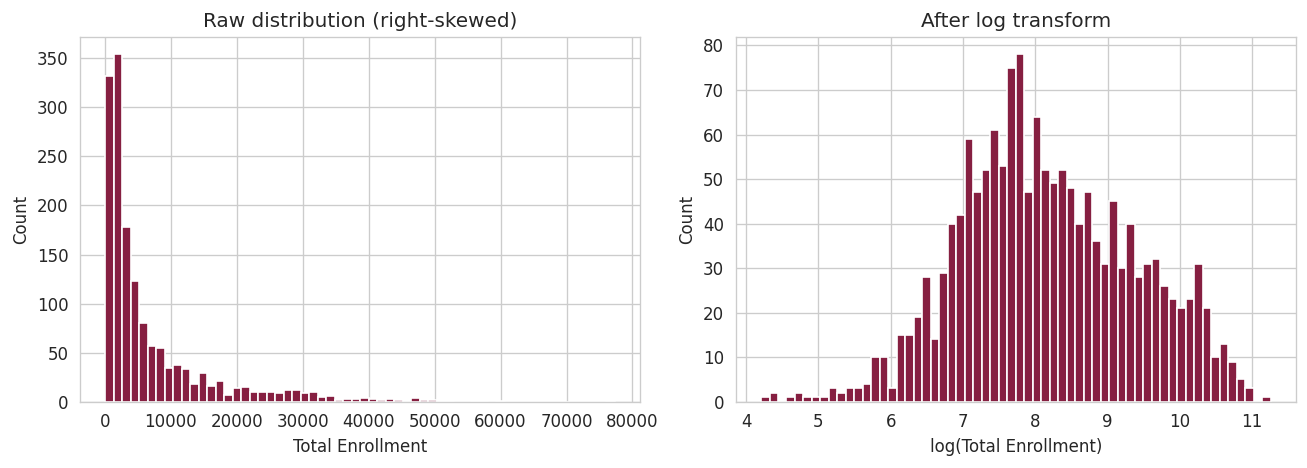 Raw distribution (right-skewed)
350
300
250
200
150
100
50
0
Count
0 10000 20000 30000 40000 50000 60000 70000 80000
Total Enrollment
After log transform
80
70
60
50
40
30
20
10
0
Count
4 5 6 7 8 9 10 11
log(Total Enrollment)